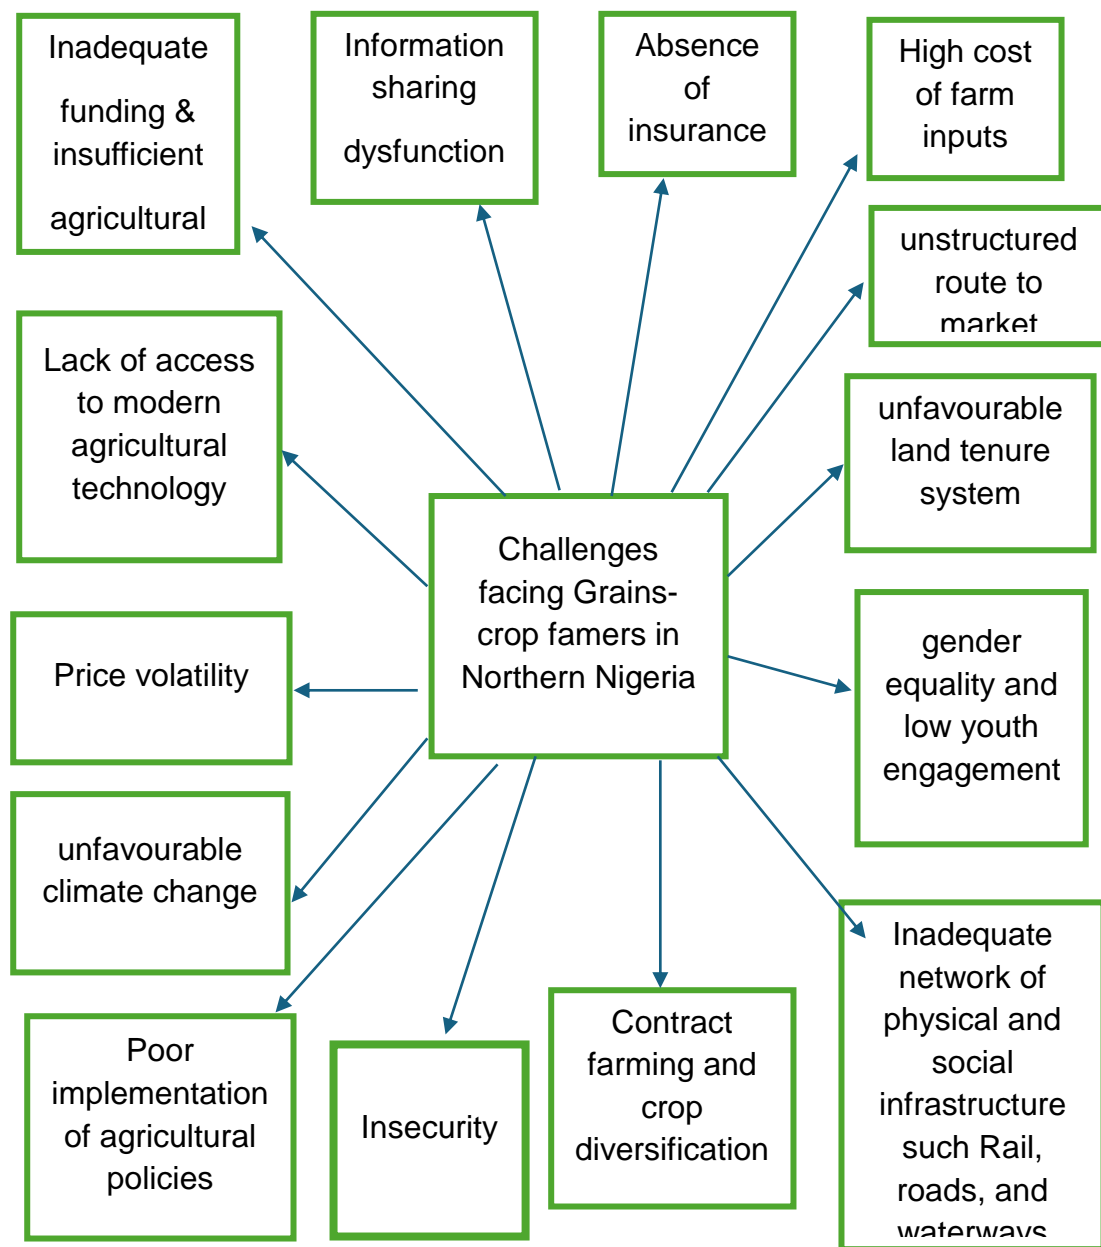 Inadequate
funding &
insufficient
agricultural
Information
sharing
dysfunction
Absence
of
insurance
High cost
of farm
inputs
unstructured
route to
market
Lack of access
to modern
agricultural
technology
unfavourable
land tenure
system
Challenges
facing Grains-
crop famers in
Northern Nigeria
Price volatility
gender
equality and
low youth
engagement
unfavourable
climate change
Poor
implementation
of agricultural
policies
Insecurity
Contract
farming and
crop
diversification
Inadequate
network of
physical and
social
infrastructure
such Rail,
roads, and
waterways